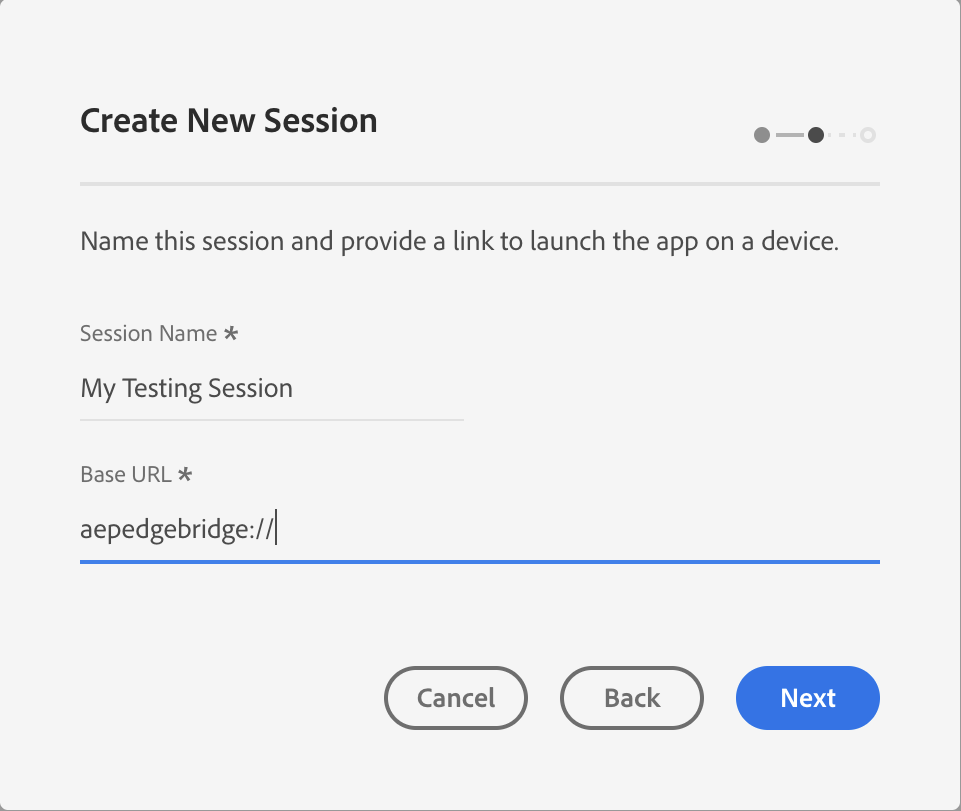 Create New Session
Name this session and provide a link to launch the app on a device.
Session Name *
My Testing Session
Base URL *
aepedgebridge://
Cancel
Back
Next